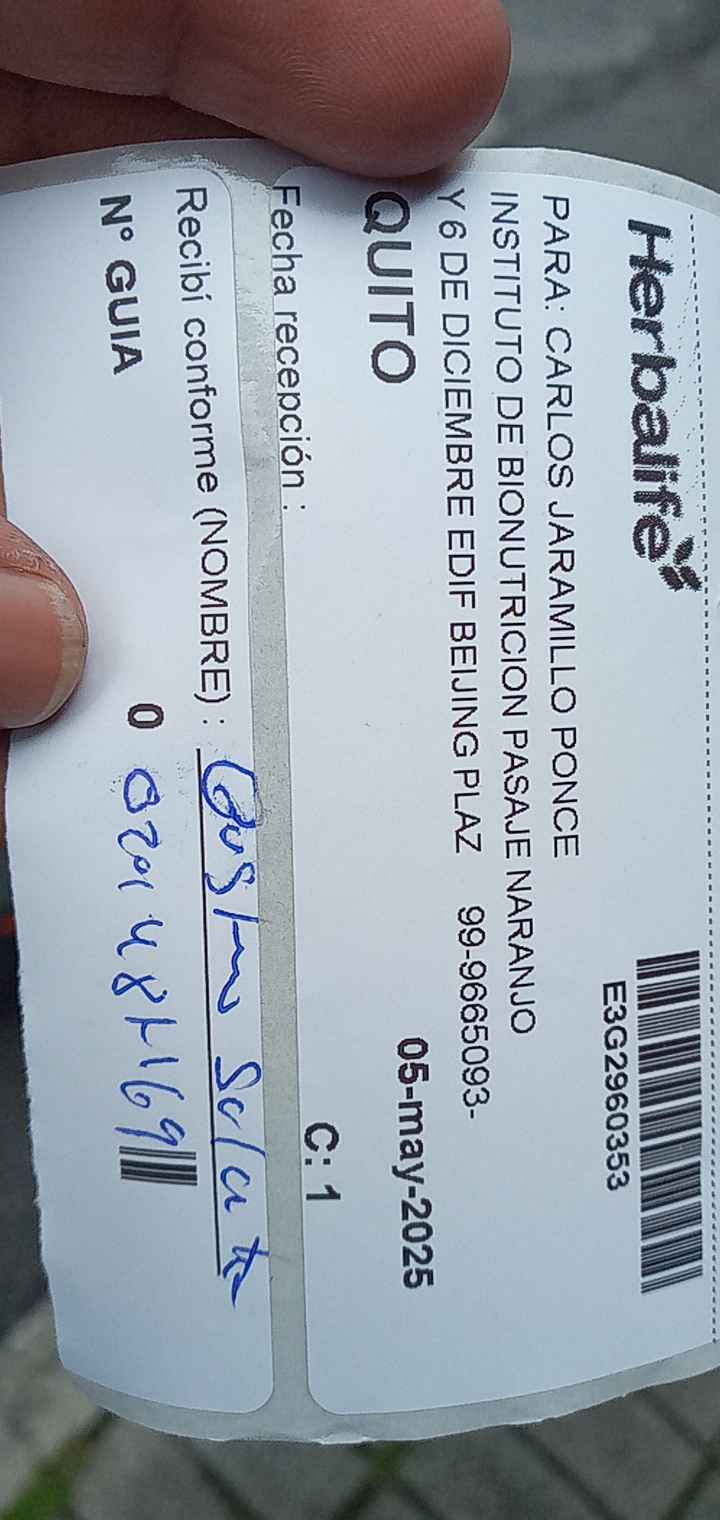 Herbalife
E3G2960353
PARA: CARLOS JARAMILLO PONCE
INSTITUTO DE BIONUTRICION PASAJE NARANJO
Y 6 DE DICIEMBRE EDIF BEIJING PLAZ 99-9665093-
QUITO 05-may-2025
C: 1
Fecha recepción :
Recibí conforme (NOMBRE) :
N° GUIA 0